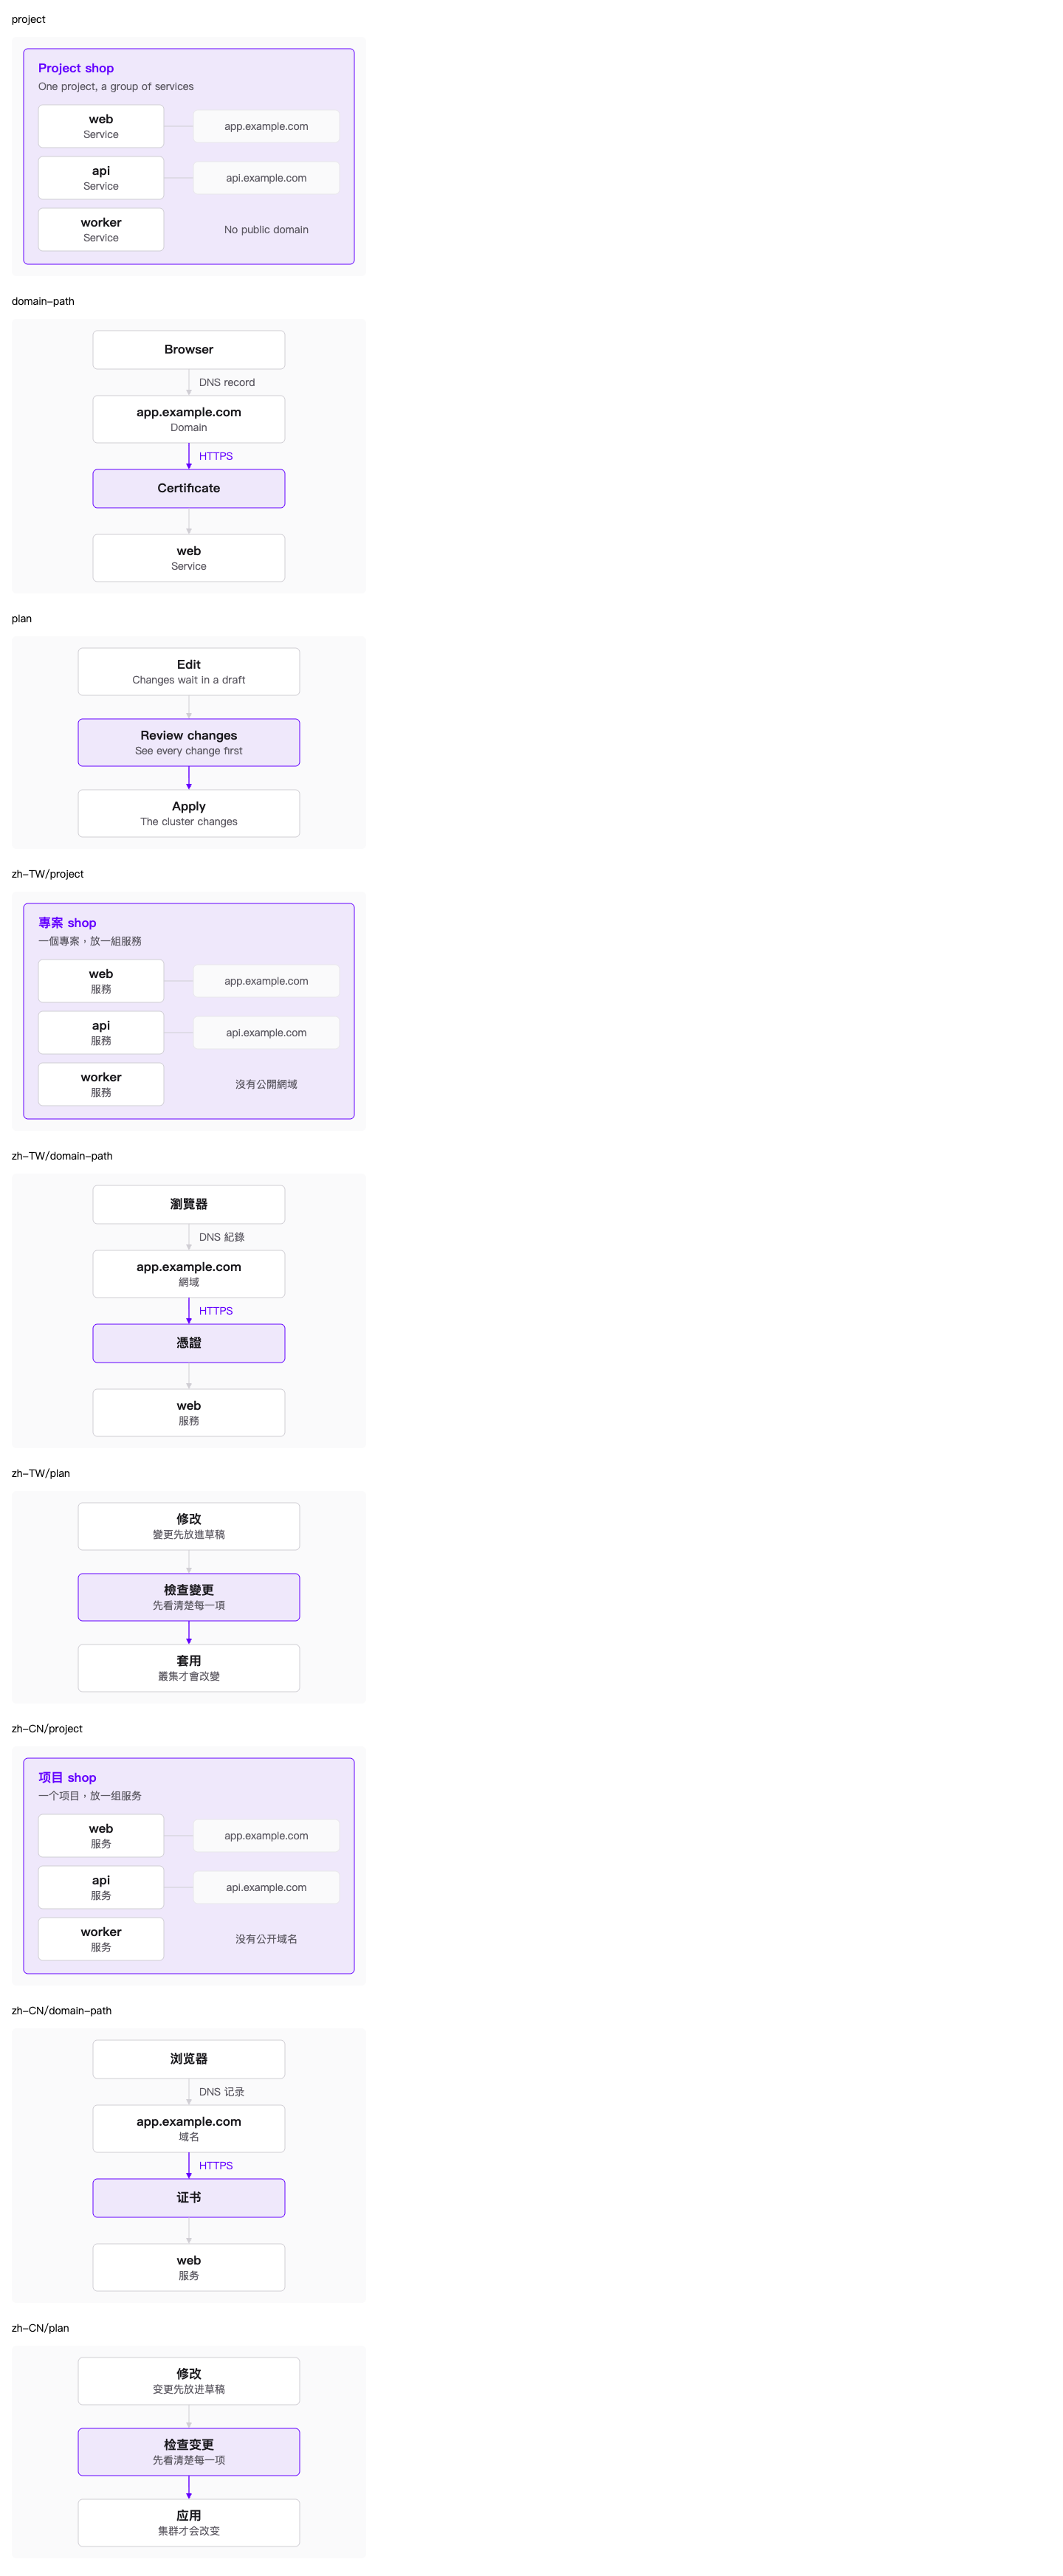 project
Project shop
One project, a group of services
web
Service
app.example.com
api
Service
api.example.com
worker
Service
No public domain
domain-path
Browser
DNS record
app.example.com
Domain
HTTPS
Certificate
web
Service
plan
Edit
Changes wait in a draft
Review changes
See every change first
Apply
The cluster changes
zh-TW/project
專案 shop
一個專案，放一組服務
web
服務
app.example.com
api
服務
api.example.com
worker
服務
沒有公開網域
zh-TW/domain-path
瀏覽器
DNS 紀錄
app.example.com
網域
HTTPS
憑證
web
服務
zh-TW/plan
修改
變更先放進草稿
檢查變更
先看清楚每一項
套用
叢集才會改變
zh-CN/project
项目 shop
一个项目，放一组服务
web
服务
app.example.com
api
服务
api.example.com
worker
服务
没有公开域名
zh-CN/domain-path
浏览器
DNS 记录
app.example.com
域名
HTTPS
证书
web
服务
zh-CN/plan
修改
变更先放进草稿
检查变更
先看清楚每一项
应用
集群才会改变